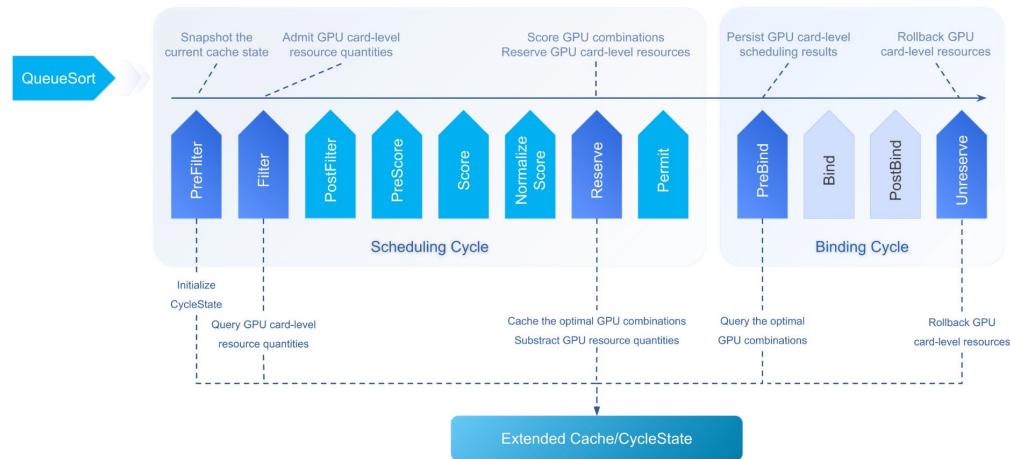 Snapshot the
current cache state
Admit GPU card-level
resource quantities
Score GPU combinations
Reserve GPU card-level resources
Persist GPU card-level
scheduling results
Rollback GPU
card-level resources
QueueSort
PreFilter
Filter
PostFilter
PreScore
Score
Normalize
Score
Reserve
Permit
PreBind
Bind
PostBind
Unreserve
Scheduling Cycle
Binding Cycle
Initialize
CycleState
Query GPU card-level
resource quantities
Cache the optimal GPU combinations
Substract GPU resource quantities
Query the optimal
GPU combinations
Rollback GPU
card-level resources
Extended Cache/CycleState